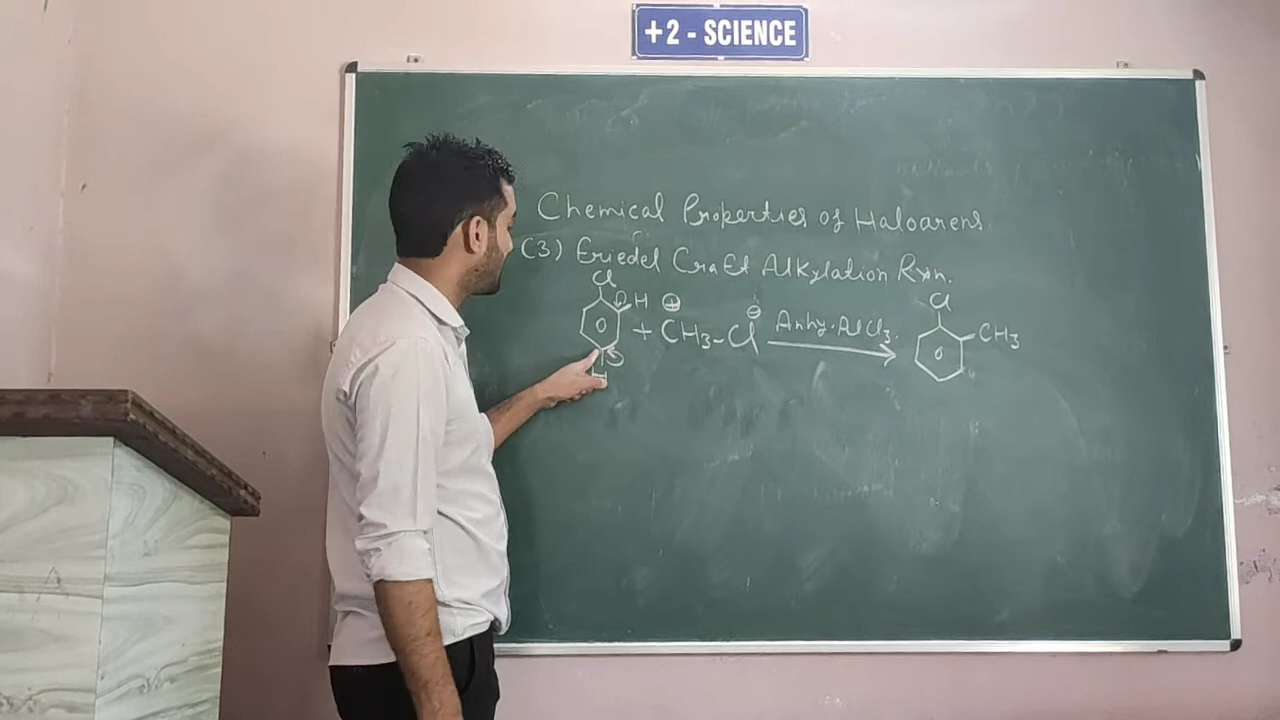 +2 - SCIENCE
Chemical Properties of Haloarens
(3) Friedel Craft Alkylation Rxn.
Cl H ⊕ ⊖ Cl
+ CH3-Cl Anhy. AlCl3. CH3
H